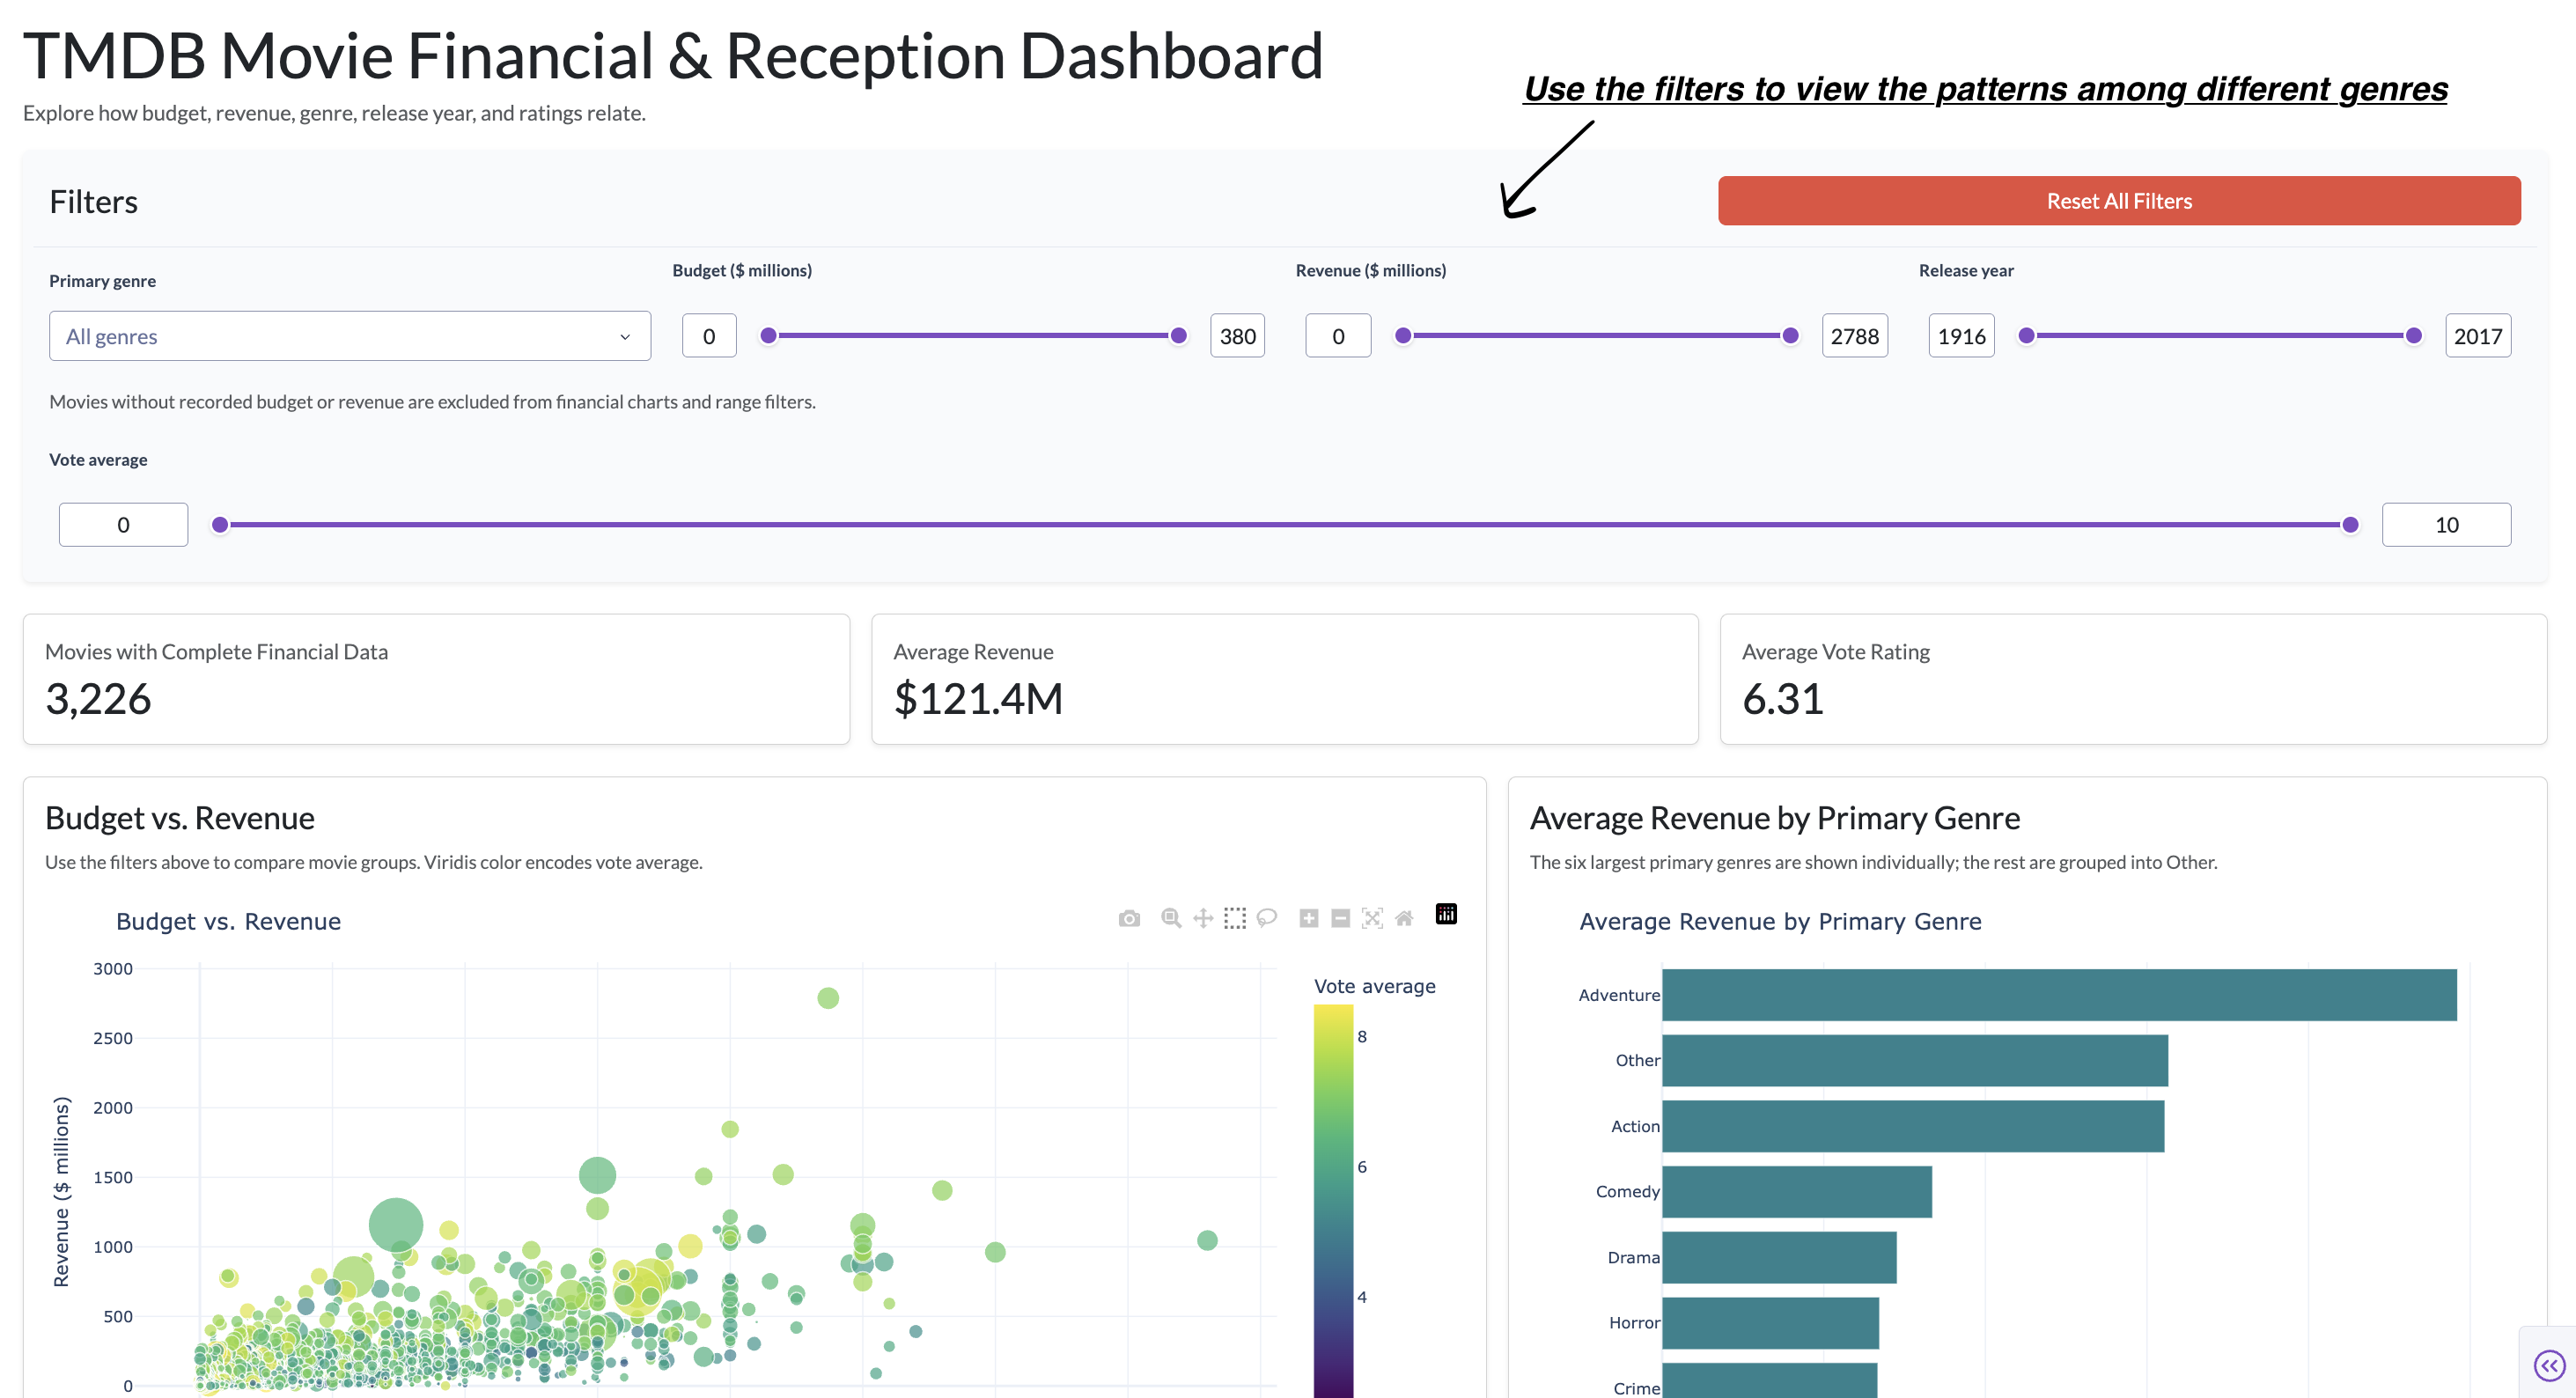 TMDB Movie Financial & Reception Dashboard
Explore how budget, revenue, genre, release year, and ratings relate.
Use the filters to view the patterns among different genres
Filters
Reset All Filters
Primary genre
Budget ($ millions)
Revenue ($ millions)
Release year
All genres
0
380
0
2788
1916
2017
Movies without recorded budget or revenue are excluded from financial charts and range filters.
Vote average
0
10
Movies with Complete Financial Data
3,226
Average Revenue
$121.4M
Average Vote Rating
6.31
Budget vs. Revenue
Use the filters above to compare movie groups. Viridis color encodes vote average.
Budget vs. Revenue
Revenue ($ millions)
3000
2500
2000
1500
1000
500
0
Vote average
8
6
4
Average Revenue by Primary Genre
The six largest primary genres are shown individually; the rest are grouped into Other.
Average Revenue by Primary Genre
Adventure
Other
Action
Comedy
Drama
Horror
Crime